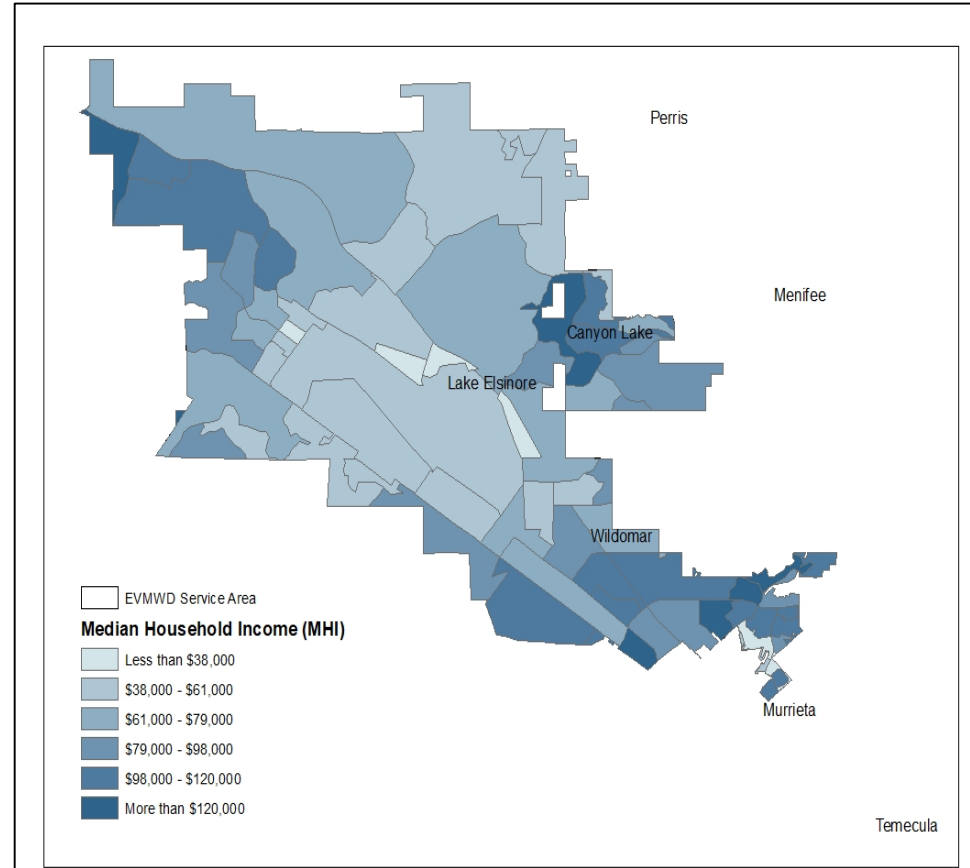 Perris
Menifee
Canyon Lake
Lake Elsinore
Wildomar
EVMWD Service Area
Median Household Income (MHI)
Less than $38,000
$38,000 - $61,000
$61,000 - $79,000
$79,000 - $98,000
$98,000 - $120,000
More than $120,000
Murrieta
Temecula